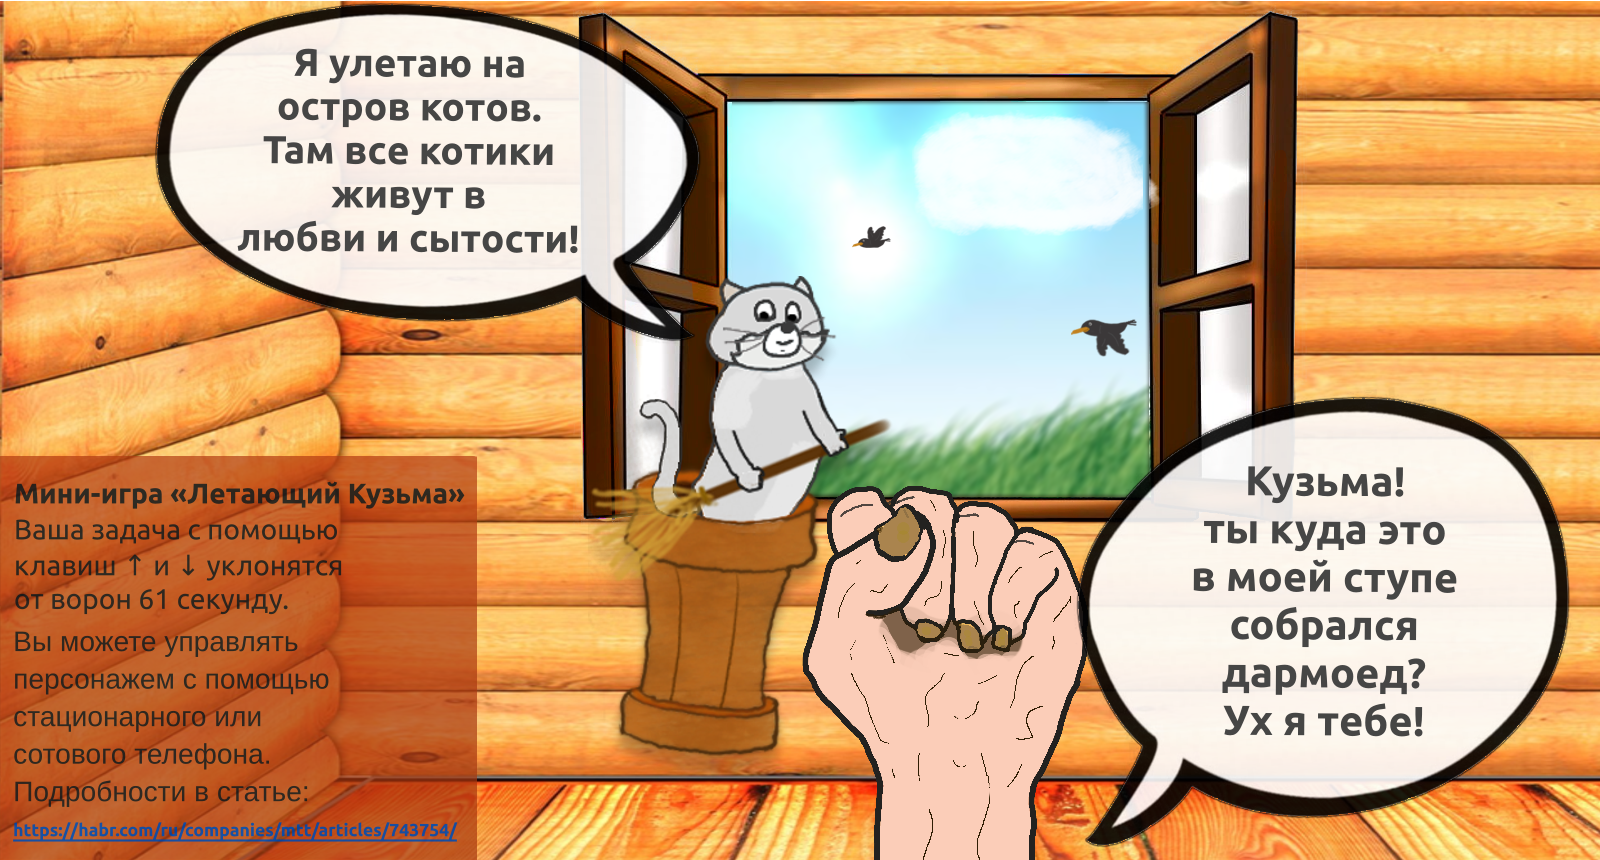 Я улетаю на
остров котов.
Там все котики
живут в
любви и сытости!
Кузьма!
ты куда это
в моей ступе
собрался
дармоед?
Ух я тебе!
Мини-игра «Летающий Кузьма»
Ваша задача с помощью
клавиш ↑ и ↓ уклонятся
от ворон 61 секунду.
Вы можете управлять
персонажем с помощью
стационарного или
сотового телефона.
Подробности в статье:
https://habr.com/ru/companies/mtt/articles/743754/